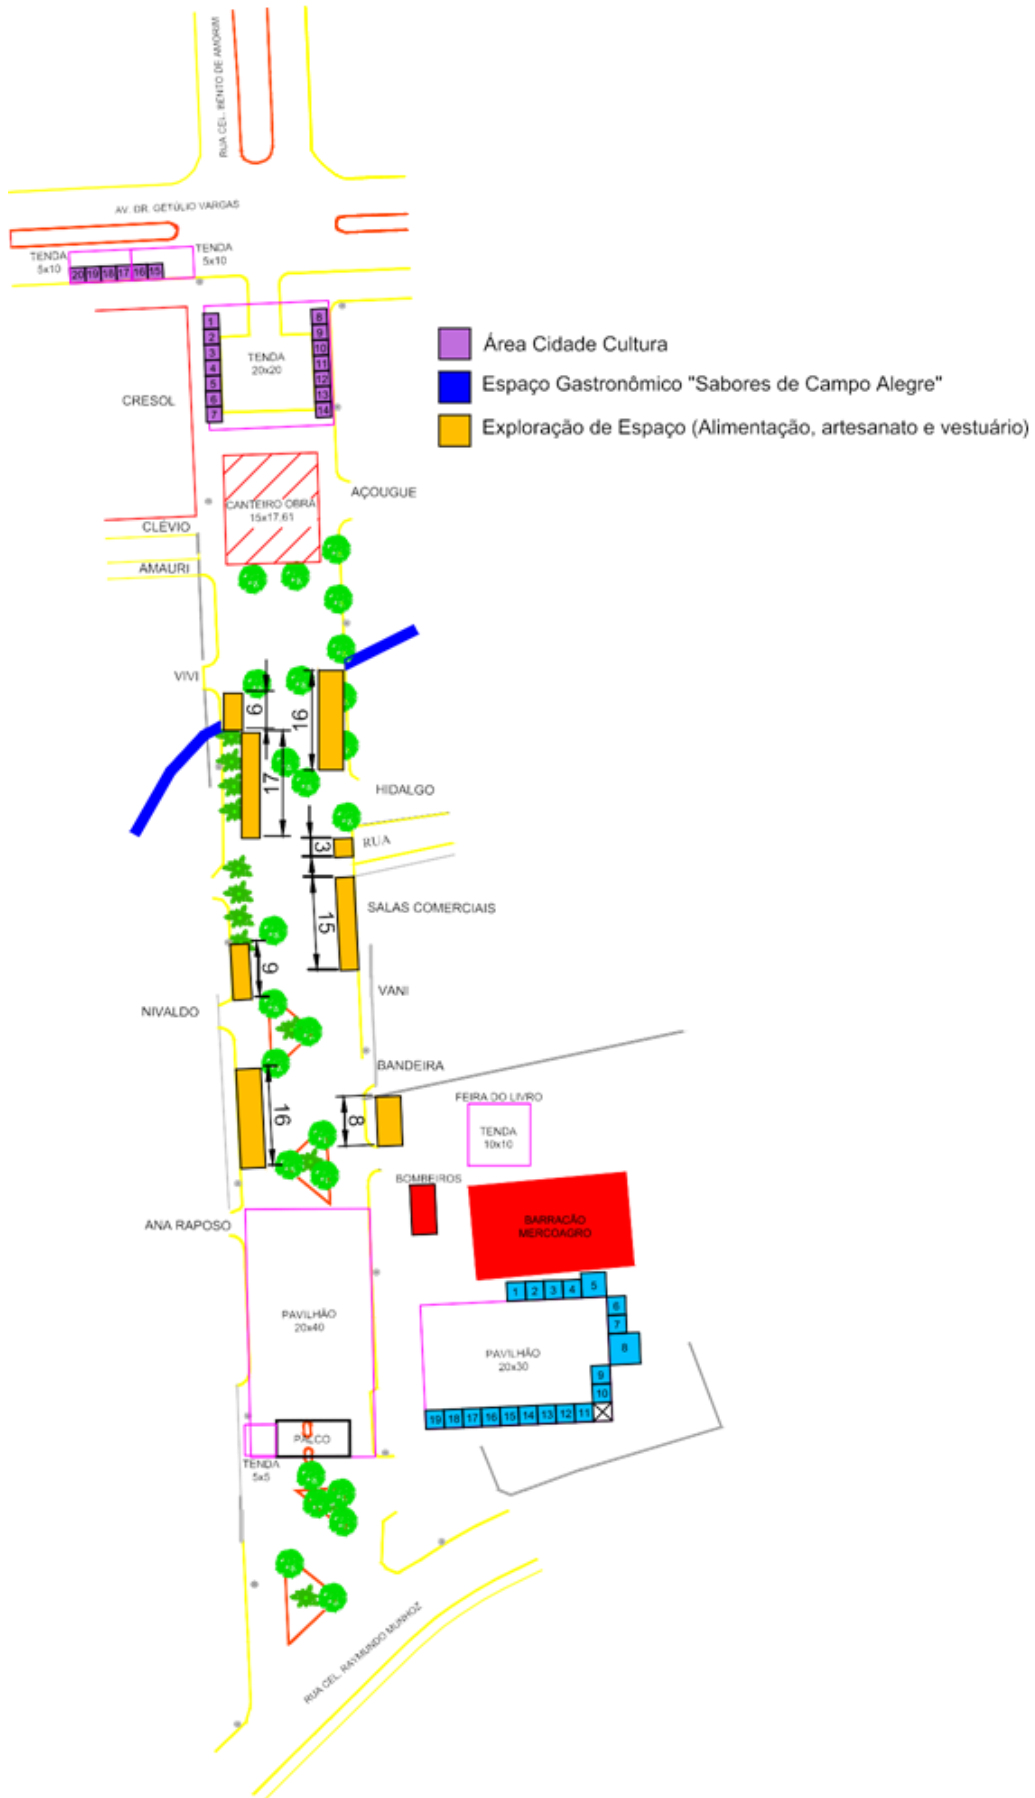 RUA CEL. BENTO DE AMORIM
AV. DR. GETÚLIO VARGAS
TENDA
5x10
TENDA
5x10
20 19 18 17 16 15
1
2
3
4
5
6
7
TENDA
20x20
8
9
10
11
12
13
14
CRESOL
Área Cidade Cultura
Espaço Gastronômico "Sabores de Campo Alegre"
Exploração de Espaço (Alimentação, artesanato e vestuário)
CANTEIRO OBRA
15x17.61
AÇOUGUE
CLÉVIO
AMAURI
VIVI
6
16
17
HIDALGO
3
RUA
15
SALAS COMERCIAIS
9
VANI
NIVALDO
BANDEIRA
16
8
FEIRA DO LIVRO
TENDA
10x10
BOMBEIROS
BARRACÃO
MERCOAGRO
ANA RAPOSO
PAVILHÃO
20x40
1 2 3 4 5
6
7
8
PAVILHÃO
20x30
9
10
19 18 17 16 15 14 13 12 11
PALCO
TENDA
5x5
RUA CEL. RAYMUNDO MUNHOZ